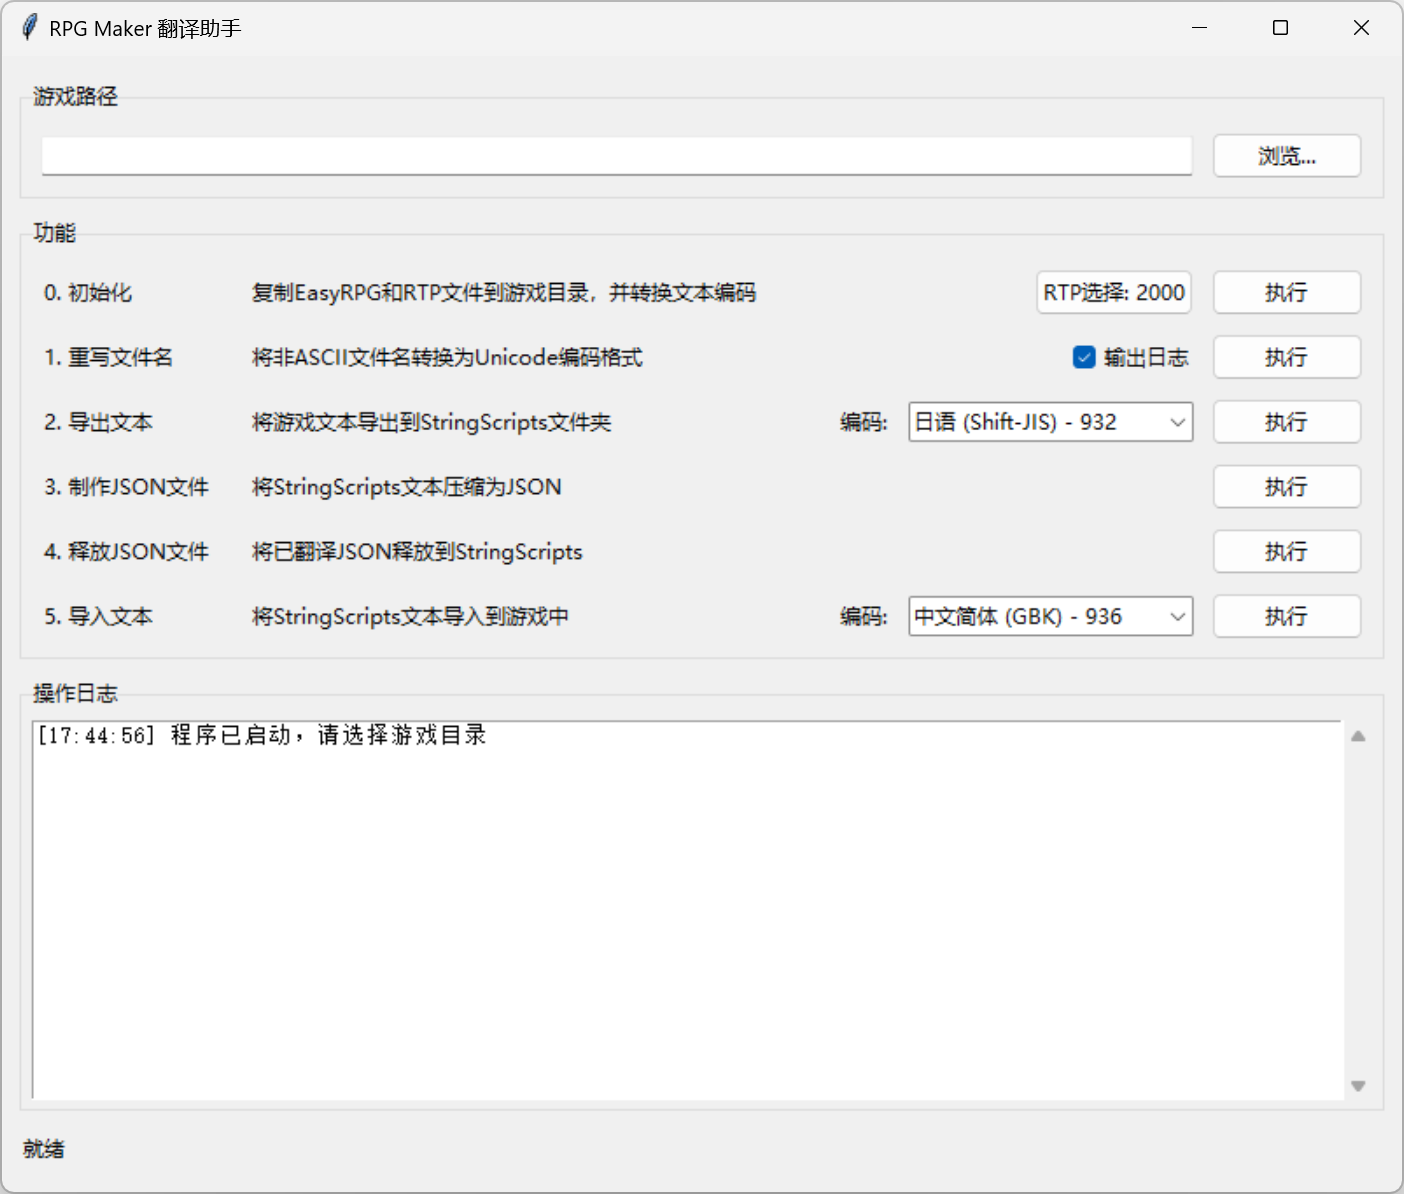 RPG Maker 翻译助手
游戏路径
浏览...
功能
0. 初始化 复制EasyRPG和RTP文件到游戏目录，并转换文本编码 RTP选择: 2000 执行
1. 重写文件名 将非ASCII文件名转换为Unicode编码格式 输出日志 执行
2. 导出文本 将游戏文本导出到StringScripts文件夹 编码: 日语 (Shift-JIS) - 932 执行
3. 制作JSON文件 将StringScripts文本压缩为JSON 执行
4. 释放JSON文件 将已翻译JSON释放到StringScripts 执行
5. 导入文本 将StringScripts文本导入到游戏中 编码: 中文简体 (GBK) - 936 执行
操作日志
[17:44:56] 程序已启动，请选择游戏目录
就绪